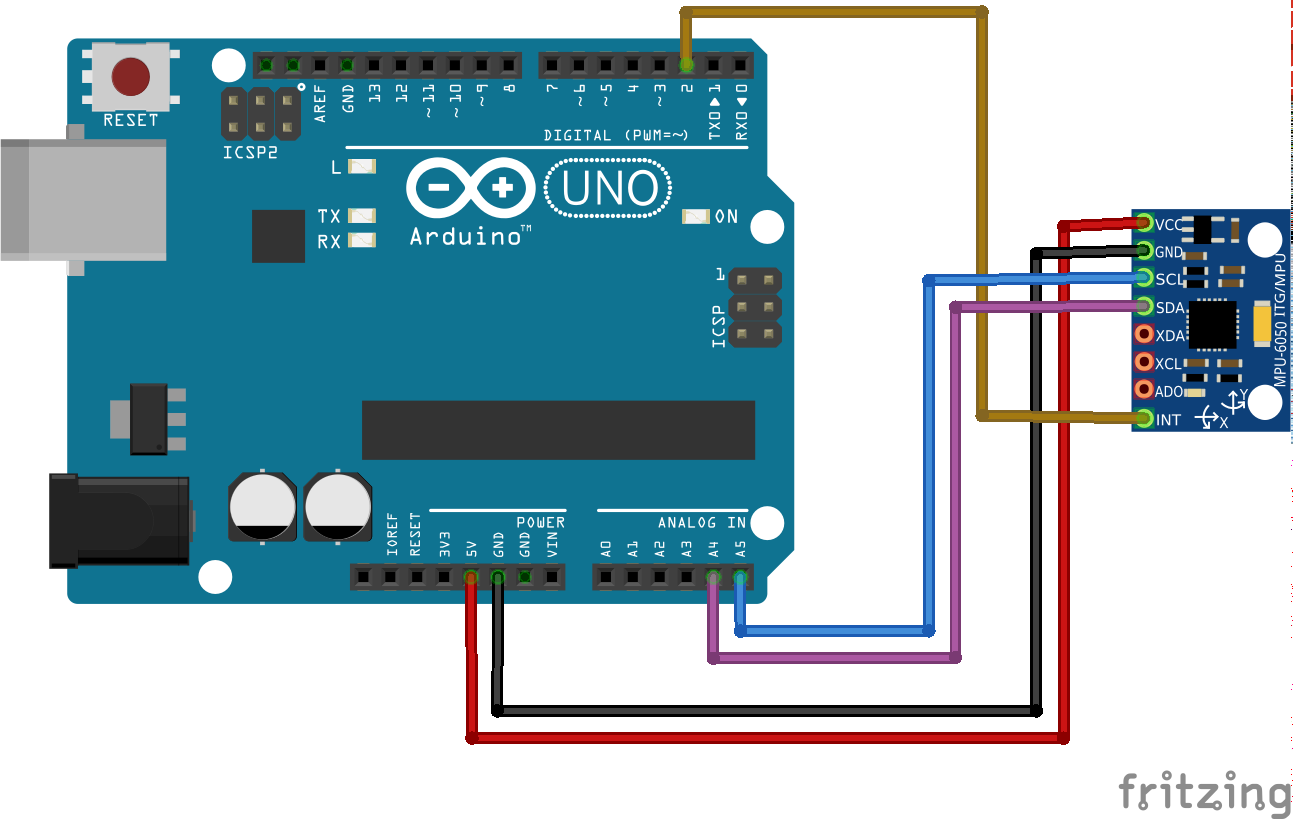 RESET
ICSP2
AREF
GND
13
12
~11
~10
~9
8
7
~6
~5
4
~3
2
TX0▶1
RX0◀0
DIGITAL (PWM=~)
L
TX
RX
Arduino™
UNO
ON
1
ICSP
VCC
GND
SCL
SDA
XDA
XCL
ADO
INT
MPU-6050 ITG/MPU
Y
X
POWER
ANALOG IN
IOREF
RESET
3V3
5V
GND
GND
VIN
A0
A1
A2
A3
A4
A5
fritzing